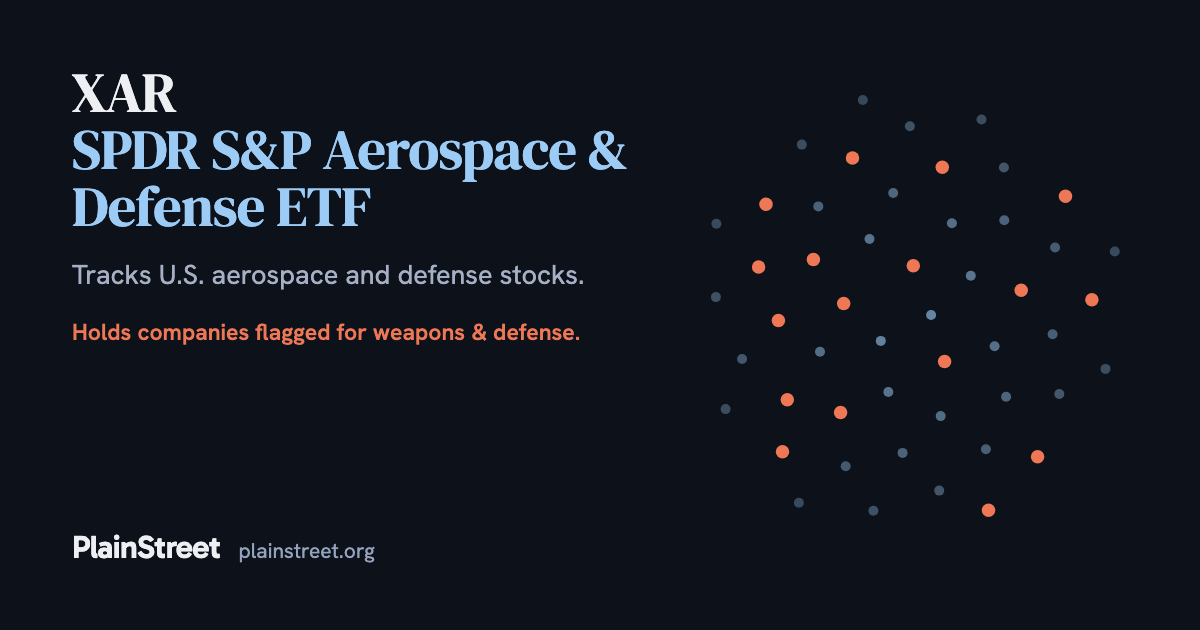 XAR
SPDR S&P Aerospace &
Defense ETF
Tracks U.S. aerospace and defense stocks.
Holds companies flagged for weapons & defense.
PlainStreet plainstreet.org